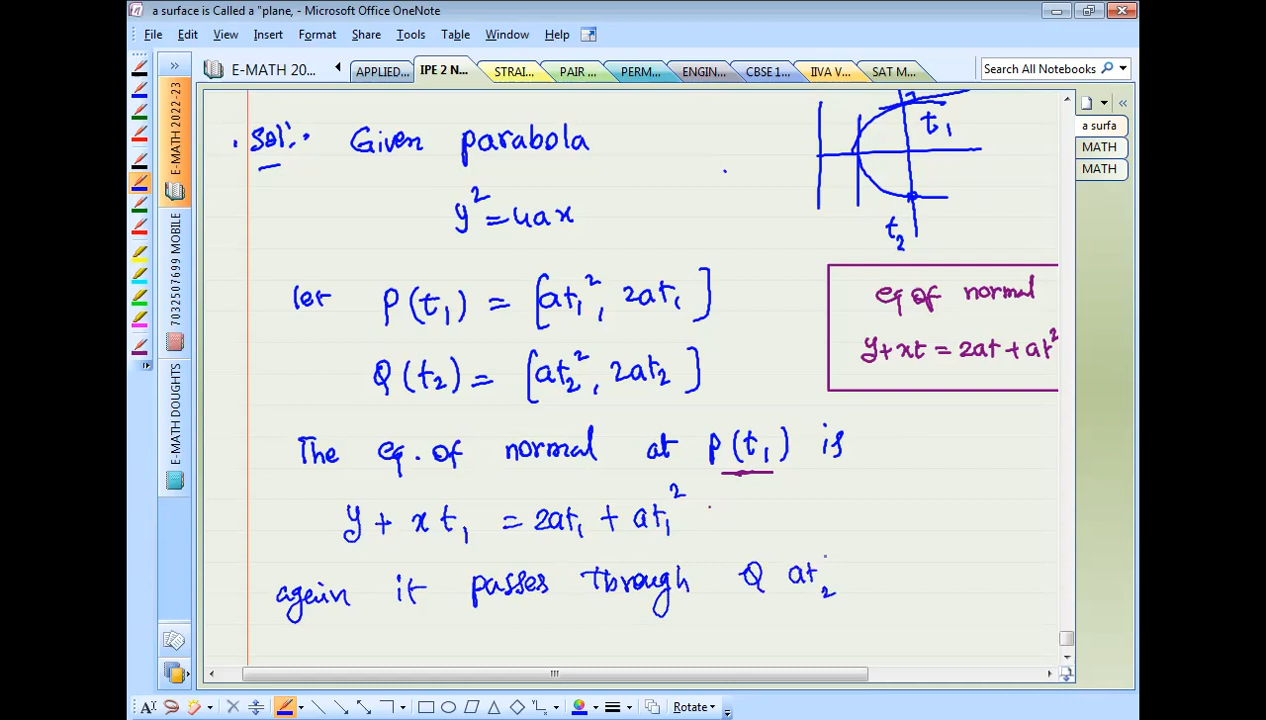 a surface is Called a "plane, - Microsoft Office OneNote
File Edit View Insert Format Share Tools Table Window Help
E-MATH 20... APPLIED... IPE 2 N... STRAI... PAIR ... PERM... ENGIN... CBSE 1... IIVA V... SAT M... Search All Notebooks
a surfa
MATH
MATH
E-MATH 2022-23
7032507699 MOBILE
E-MATH DOUGHTS
Sol:. Given parabola
y² = 4ax
t₁
t₂
let P(t₁) = [at₁², 2at₁]
Q(t₂) = [at₂², 2at₂]
eq of normal
y+xt = 2at + at²
The eq. of normal at P(t₁) is
y + x t₁ = 2at₁ + at₁²
again it passes through Q at₂
Rotate